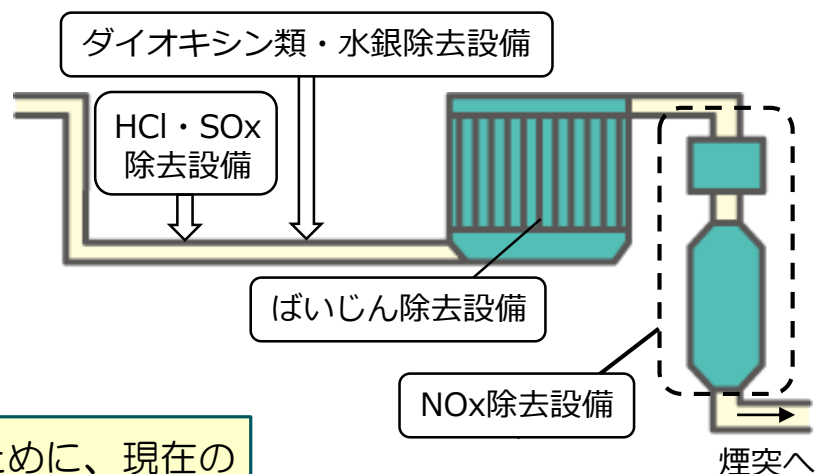 ダイオキシン類・水銀除去設備
HCl・SOx
除去設備
ばいじん除去設備
NOx除去設備
ために、現在の
煙突へ